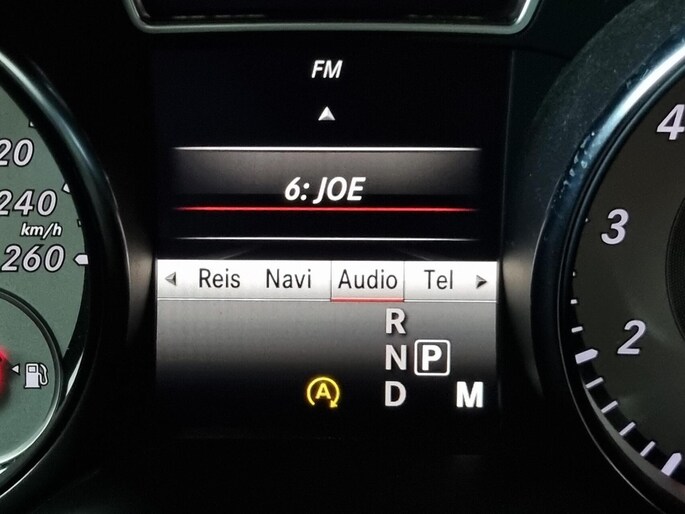 FM
6: JOE
20
240
km/h
260
Reis Navi Audio Tel
R
N P
A D M
4
3
2